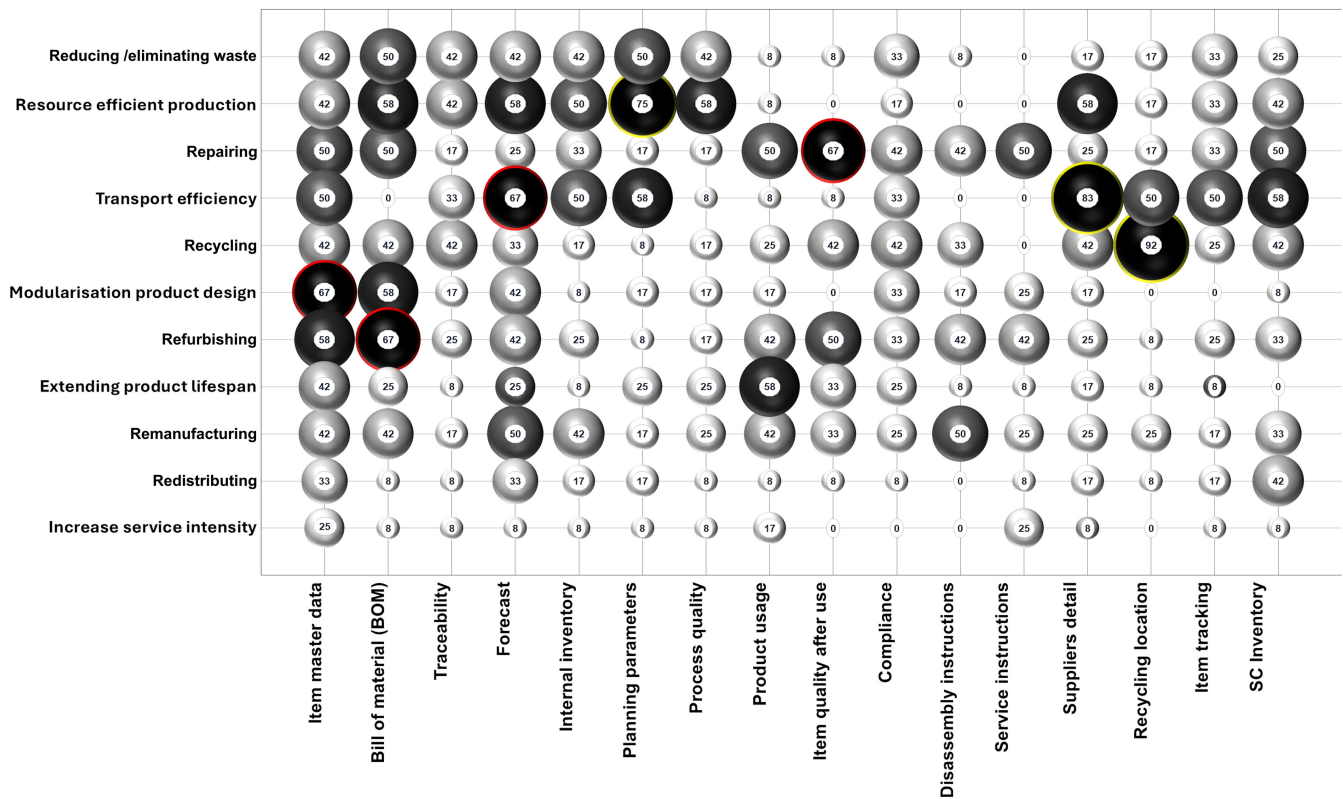 Reducing /eliminating waste 42 50 42 42 42 50 42 8 8 33 8 0 17 17 33 25
Resource efficient production 42 58 42 58 50 75 58 8 0 17 0 0 58 17 33 42
Repairing 50 50 17 25 33 17 17 50 67 42 42 50 25 17 33 50
Transport efficiency 50 0 33 67 50 58 8 8 8 33 0 0 83 50 50 58
Recycling 42 42 42 33 17 8 17 25 42 42 33 0 42 92 25 42
Modularisation product design 67 58 17 42 8 17 17 17 0 33 17 25 17 0 0 8
Refurbishing 58 67 25 42 25 8 17 42 50 33 42 42 25 8 25 33
Extending product lifespan 42 25 8 25 8 25 25 58 33 25 8 8 17 8 8 0
Remanufacturing 42 42 17 50 42 17 25 42 33 25 50 25 25 25 17 33
Redistributing 33 8 8 33 17 17 8 8 8 8 0 8 17 17 17 42
Increase service intensity 25 8 8 8 8 8 8 17 0 0 0 25 8 0 8 8
Item master data
Bill of material (BOM)
Traceability
Forecast
Internal inventory
Planning parameters
Process quality
Product usage
Item quality after use
Compliance
Disassembly instructions
Service instructions
Suppliers detail
Recycling location
Item tracking
SC Inventory